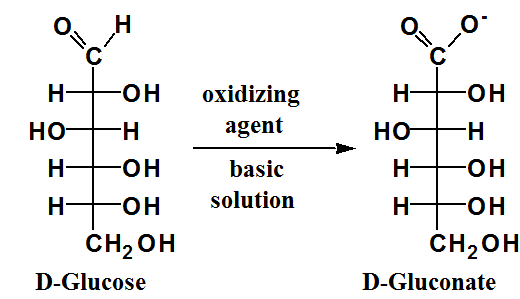 O H O O-
C C
H OH H OH
HO H oxidizing agent HO H
H OH basic solution H OH
H OH H OH
CH2OH CH2OH
D-Glucose D-Gluconate